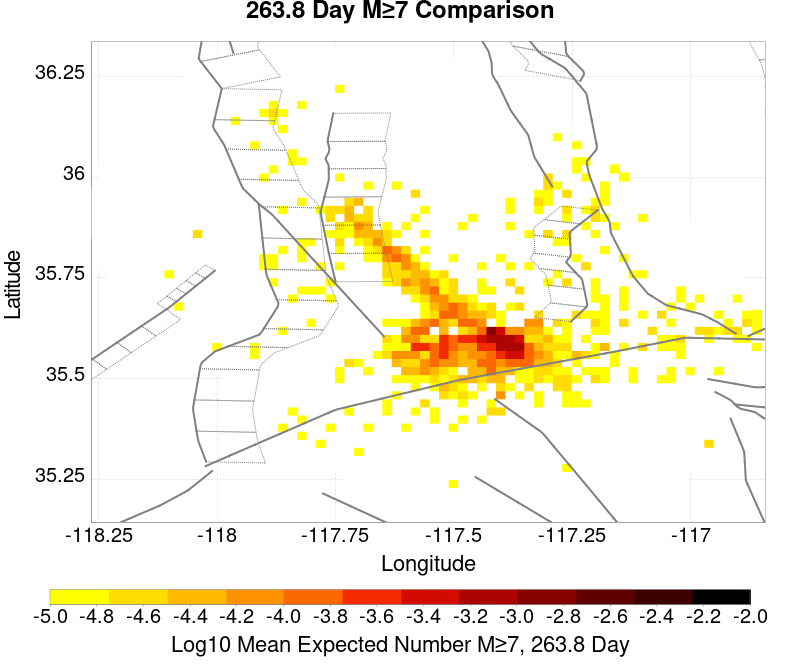 263.8 Day M≥7 Comparison
36.25
36
35.75
35.5
35.25
Latitude
-118.25 -118 -117.75 -117.5 -117.25 -117
Longitude
-5.0 -4.8 -4.6 -4.4 -4.2 -4.0 -3.8 -3.6 -3.4 -3.2 -3.0 -2.8 -2.6 -2.4 -2.2 -2.0
Log10 Mean Expected Number M≥7, 263.8 Day